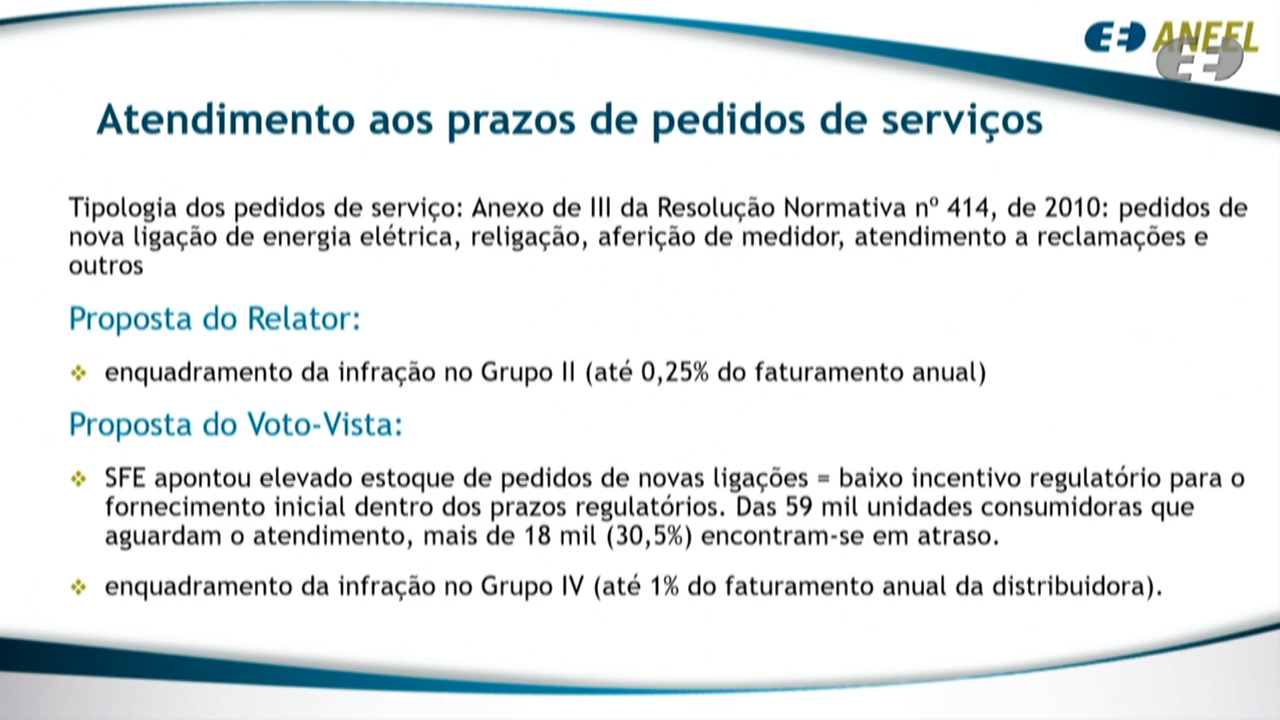 ANEEL
Atendimento aos prazos de pedidos de serviços
Tipologia dos pedidos de serviço: Anexo de III da Resolução Normativa nº 414, de 2010: pedidos de
nova ligação de energia elétrica, religação, aferição de medidor, atendimento a reclamações e
outros
Proposta do Relator:
enquadramento da infração no Grupo II (até 0,25% do faturamento anual)
Proposta do Voto-Vista:
SFE apontou elevado estoque de pedidos de novas ligações = baixo incentivo regulatório para o
fornecimento inicial dentro dos prazos regulatórios. Das 59 mil unidades consumidoras que
aguardam o atendimento, mais de 18 mil (30,5%) encontram-se em atraso.
enquadramento da infração no Grupo IV (até 1% do faturamento anual da distribuidora).